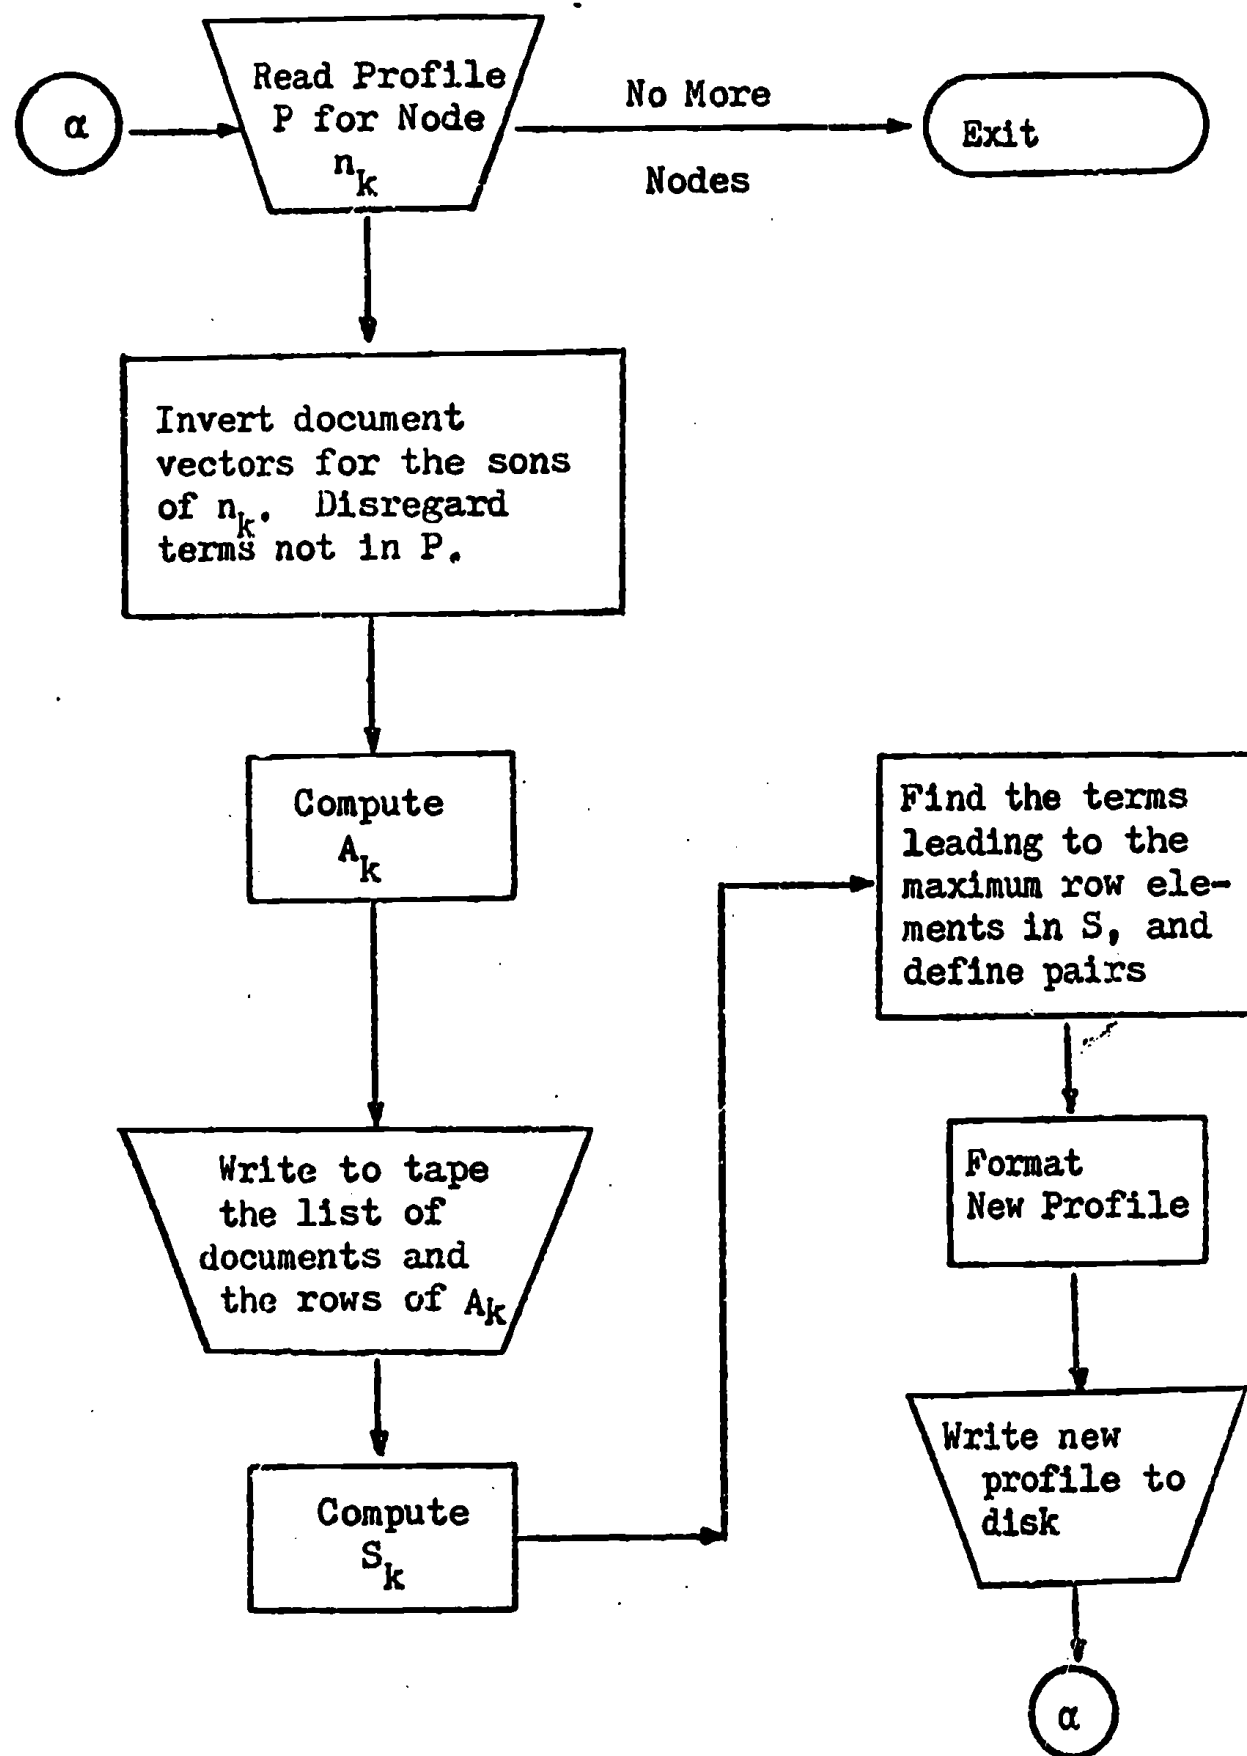 α
Read Profile
P for Node
n_k
No More
Nodes
Exit
Invert document
vectors for the sons
of n_k. Disregard
terms not in P.
Compute
A_k
Write to tape
the list of
documents and
the rows of A_k
Compute
S_k
Find the terms
leading to the
maximum row ele-
ments in S, and
define pairs
Format
New Profile
Write new
profile to
disk
α